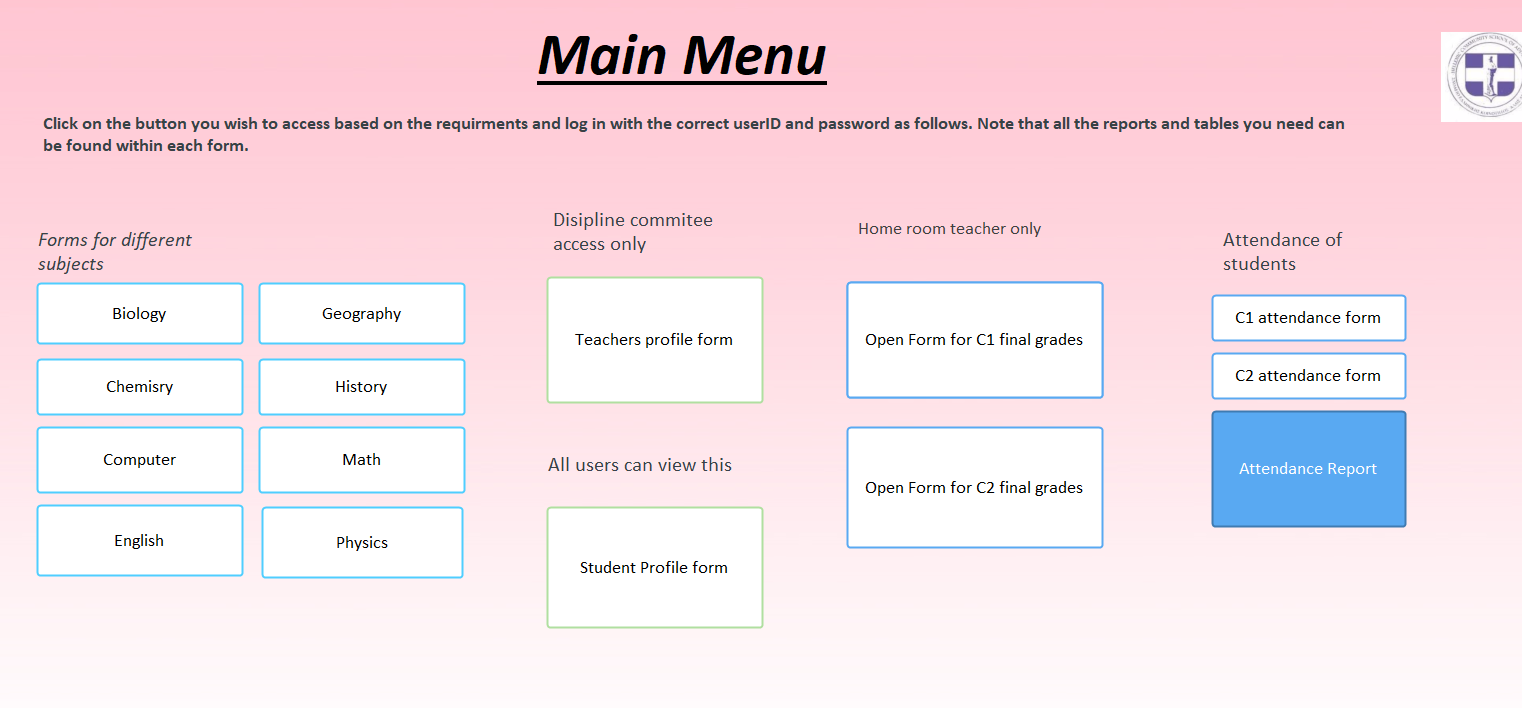 Main Menu
Click on the button you wish to access based on the requirments and log in with the correct userID and password as follows. Note that all the reports and tables you need can
be found within each form.
Forms for different
subjects
Biology
Geography
Chemisry
History
Computer
Math
English
Physics
Disipline commitee
access only
Teachers profile form
All users can view this
Student Profile form
Home room teacher only
Open Form for C1 final grades
Open Form for C2 final grades
Attendance of
students
C1 attendance form
C2 attendance form
Attendance Report